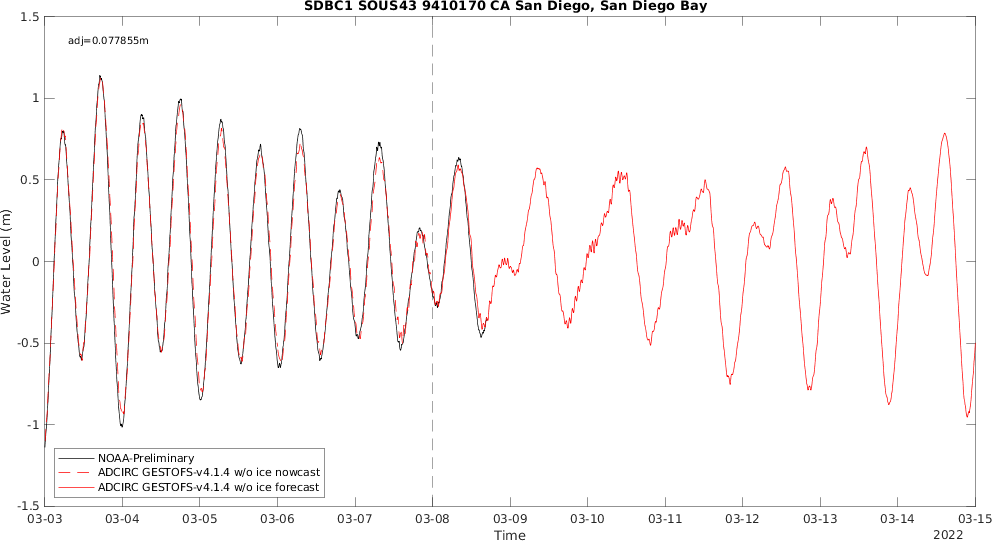 SDBC1 SOUS43 9410170 CA San Diego, San Diego Bay
1.5
adj=0.077855m
1
0.5
0
-0.5
-1
-1.5
Water Level (m)
NOAA-Preliminary
ADCIRC GESTOFS-v4.1.4 w/o ice nowcast
ADCIRC GESTOFS-v4.1.4 w/o ice forecast
03-03 03-04 03-05 03-06 03-07 03-08 03-09 03-10 03-11 03-12 03-13 03-14 03-15
Time
2022